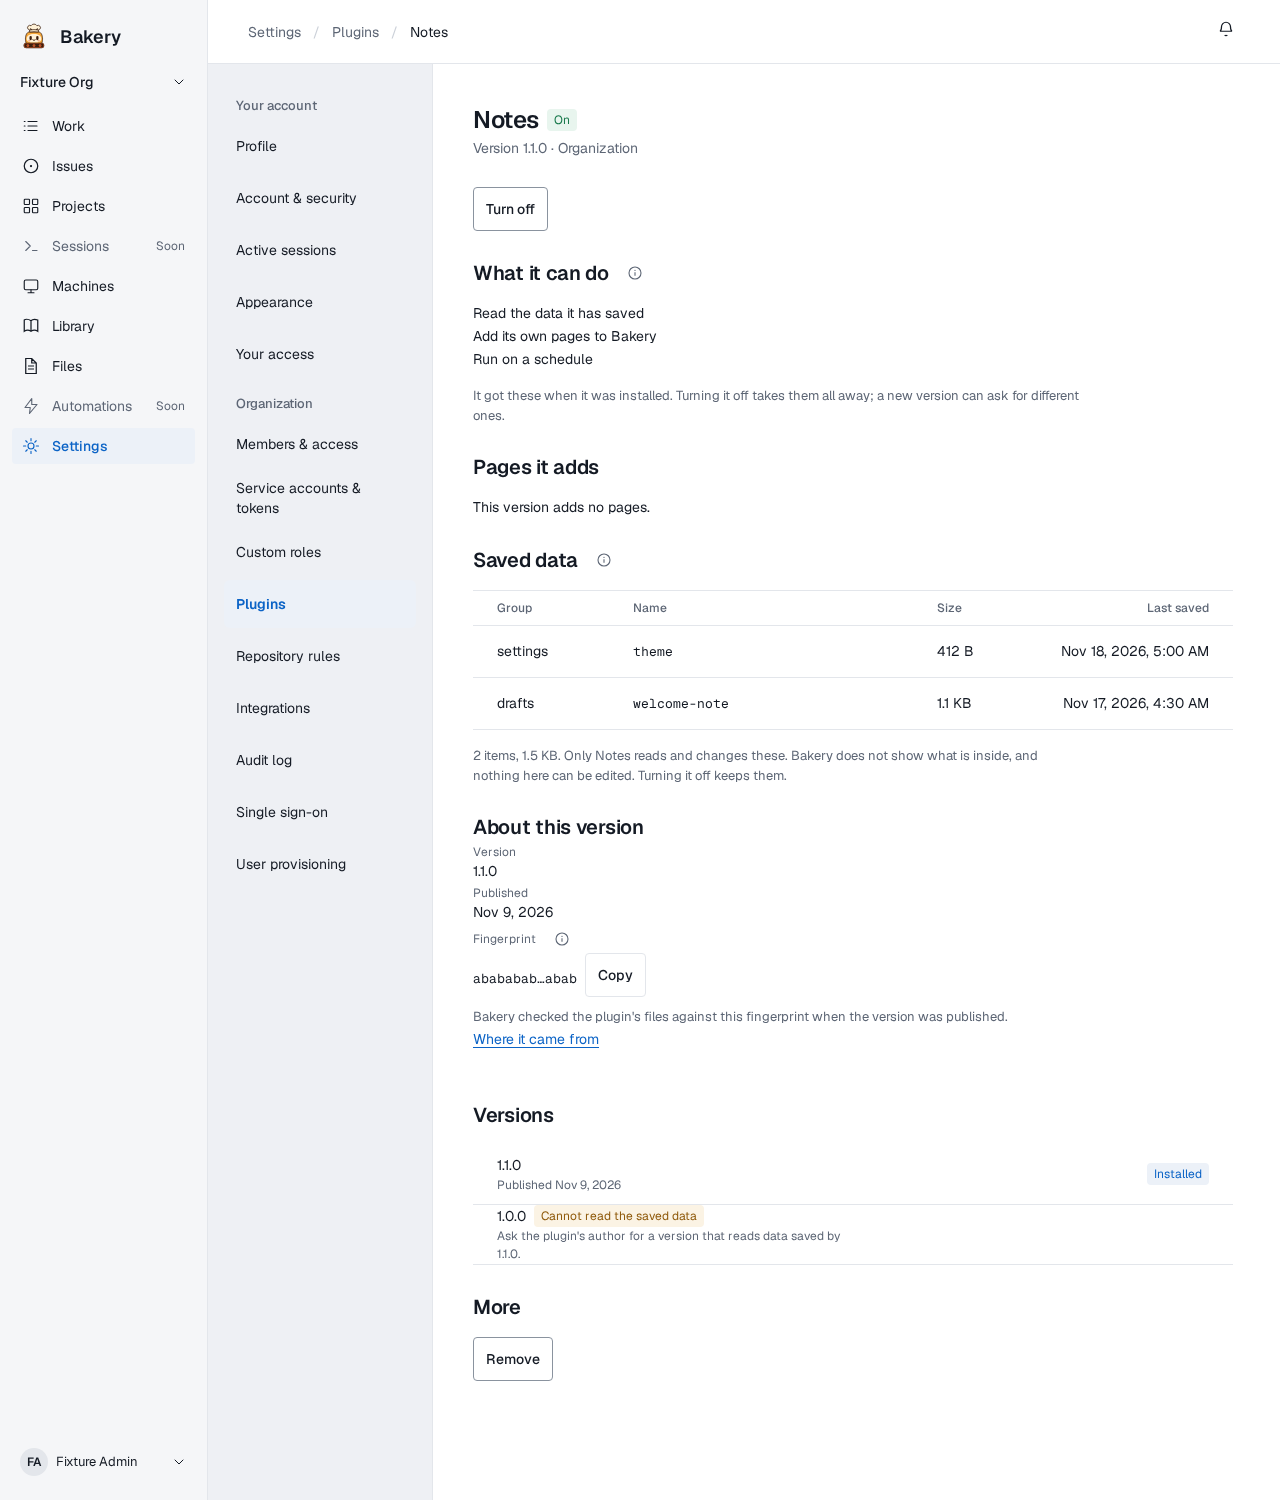 Bakery
Fixture Org
Work
Issues
Projects
Sessions Soon
Machines
Library
Files
Automations Soon
Settings
FA Fixture Admin
Settings / Plugins / Notes
Your account
Profile
Account & security
Active sessions
Appearance
Your access
Organization
Members & access
Service accounts &
tokens
Custom roles
Plugins
Repository rules
Integrations
Audit log
Single sign-on
User provisioning
Notes On
Version 1.1.0 · Organization
Turn off
What it can do
Read the data it has saved
Add its own pages to Bakery
Run on a schedule
It got these when it was installed. Turning it off takes them all away; a new version can ask for different
ones.
Pages it adds
This version adds no pages.
Saved data
Group Name Size Last saved
settings theme 412 B Nov 18, 2026, 5:00 AM
drafts welcome-note 1.1 KB Nov 17, 2026, 4:30 AM
2 items, 1.5 KB. Only Notes reads and changes these. Bakery does not show what is inside, and
nothing here can be edited. Turning it off keeps them.
About this version
Version
1.1.0
Published
Nov 9, 2026
Fingerprint
abababab…abab Copy
Bakery checked the plugin's files against this fingerprint when the version was published.
Where it came from
Versions
1.1.0
Published Nov 9, 2026
Installed
1.0.0 Cannot read the saved data
Ask the plugin's author for a version that reads data saved by
1.1.0.
More
Remove